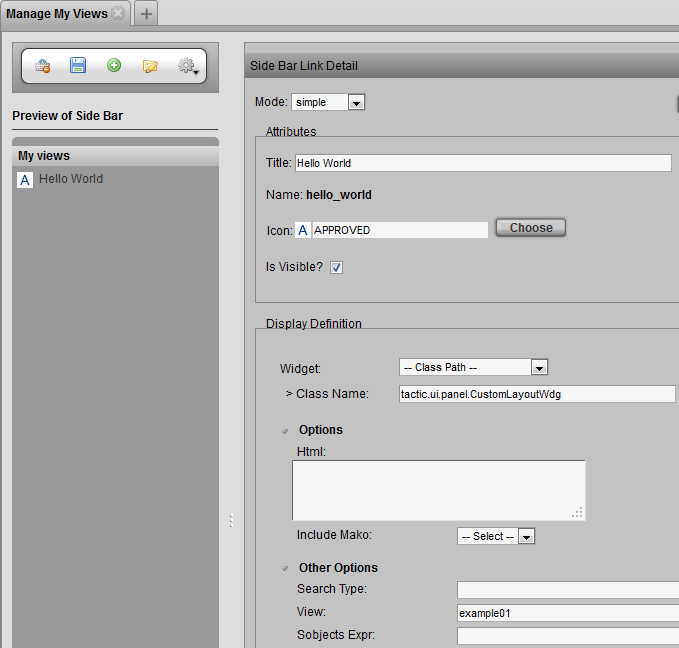 Manage My Views
Side Bar Link Detail
Mode: simple
Preview of Side Bar
My views
A Hello World
Attributes
Title: Hello World
Name: hello_world
Icon: A APPROVED Choose
Is Visible?
Display Definition
Widget: -- Class Path --
> Class Name: tactic.ui.panel.CustomLayoutWdg
Options
Html:
Include Mako: -- Select --
Other Options
Search Type:
View: example01
Sobjects Expr: